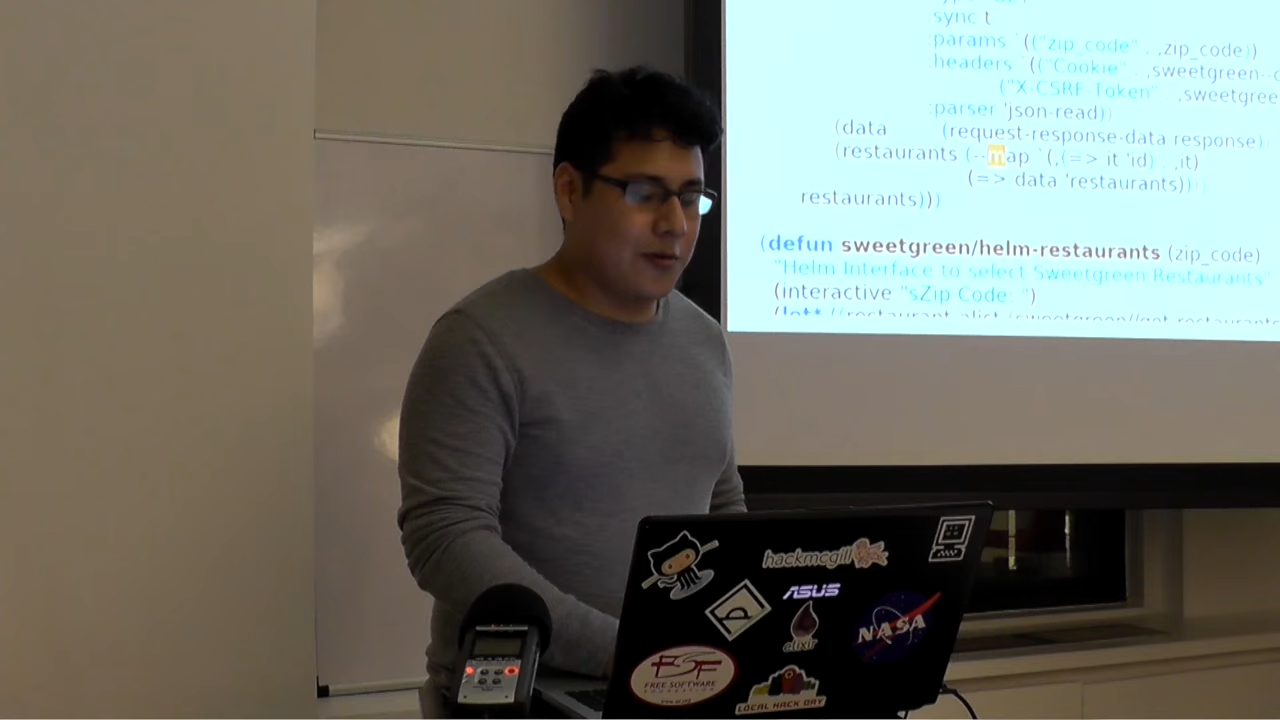 :sync t
:params `(("zip_code" . ,zip_code))
:headers `(("Cookie" . ,sweetgreen--c
("X-CSRF-Token" . ,sweetgree
:parser 'json-read))
(data (request-response-data response))
(restaurants (--map `(,(=> it 'id) . ,it)
(=> data 'restaurants))))
restaurants)))
(defun sweetgreen/helm-restaurants (zip_code)
"Helm Interface to select Sweetgreen Restaurants"
(interactive "sZip Code: ")
hackmcgill
ASUS
elixir
NASA
FSF
FREE SOFTWARE
FOUNDATION
LOCAL HACK DAY